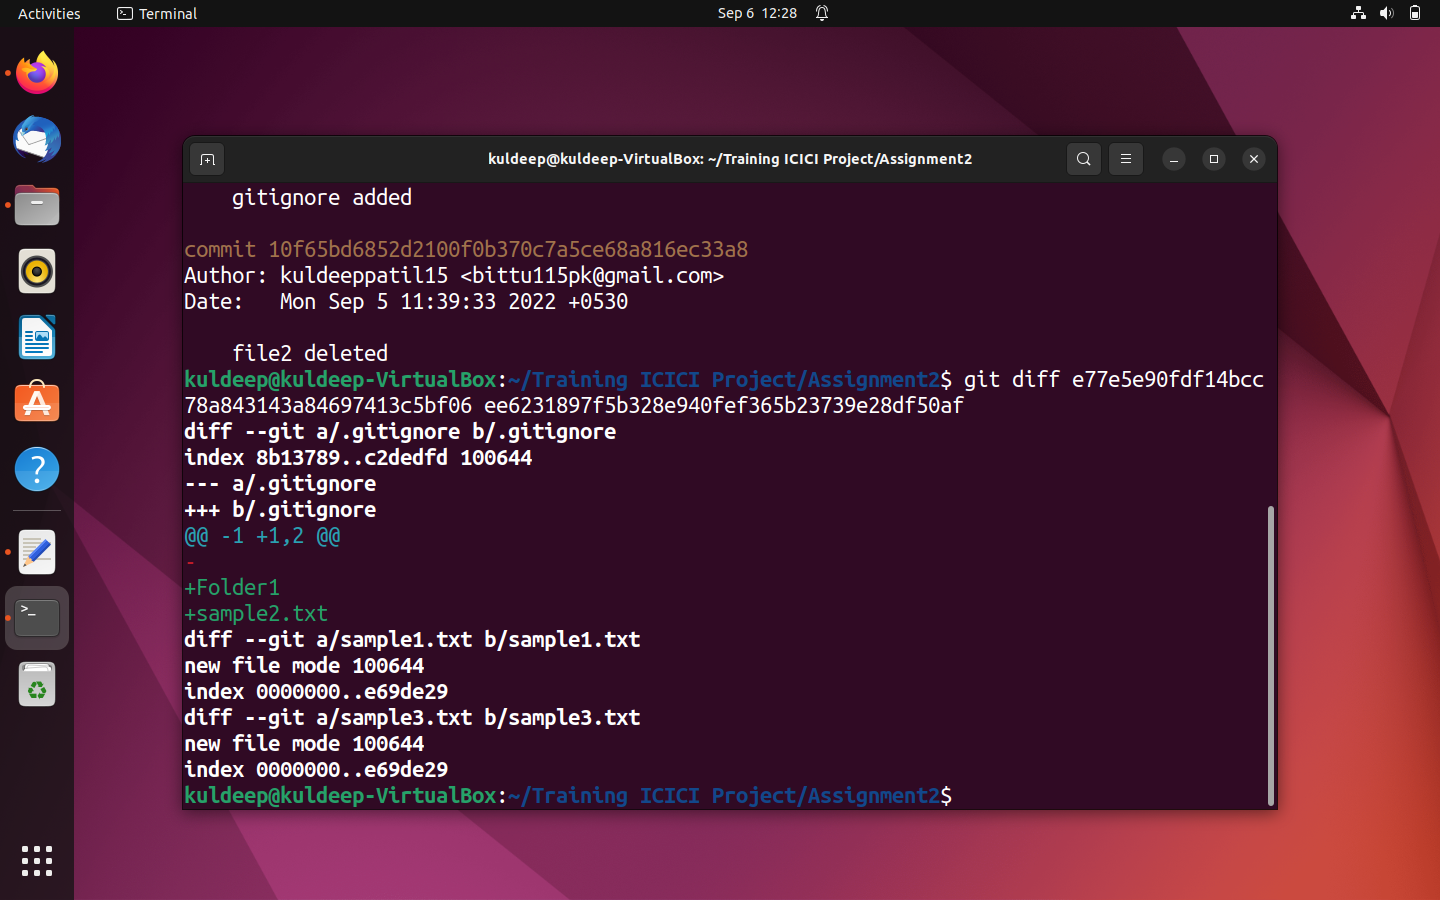 Activities
Terminal
Sep 6 12:28
kuldeep@kuldeep-VirtualBox: ~/Training ICICI Project/Assignment2
gitignore added
commit 10f65bd6852d2100f0b370c7a5ce68a816ec33a8
Author: kuldeeppatil15 <bittu115pk@gmail.com>
Date:   Mon Sep 5 11:39:33 2022 +0530
file2 deleted
kuldeep@kuldeep-VirtualBox:~/Training ICICI Project/Assignment2$ git diff e77e5e90fdf14bcc
78a843143a84697413c5bf06 ee6231897f5b328e940fef365b23739e28df50af
diff --git a/.gitignore b/.gitignore
index 8b13789..c2dedfd 100644
--- a/.gitignore
+++ b/.gitignore
@@ -1 +1,2 @@
-
+Folder1
+sample2.txt
diff --git a/sample1.txt b/sample1.txt
new file mode 100644
index 0000000..e69de29
diff --git a/sample3.txt b/sample3.txt
new file mode 100644
index 0000000..e69de29
kuldeep@kuldeep-VirtualBox:~/Training ICICI Project/Assignment2$